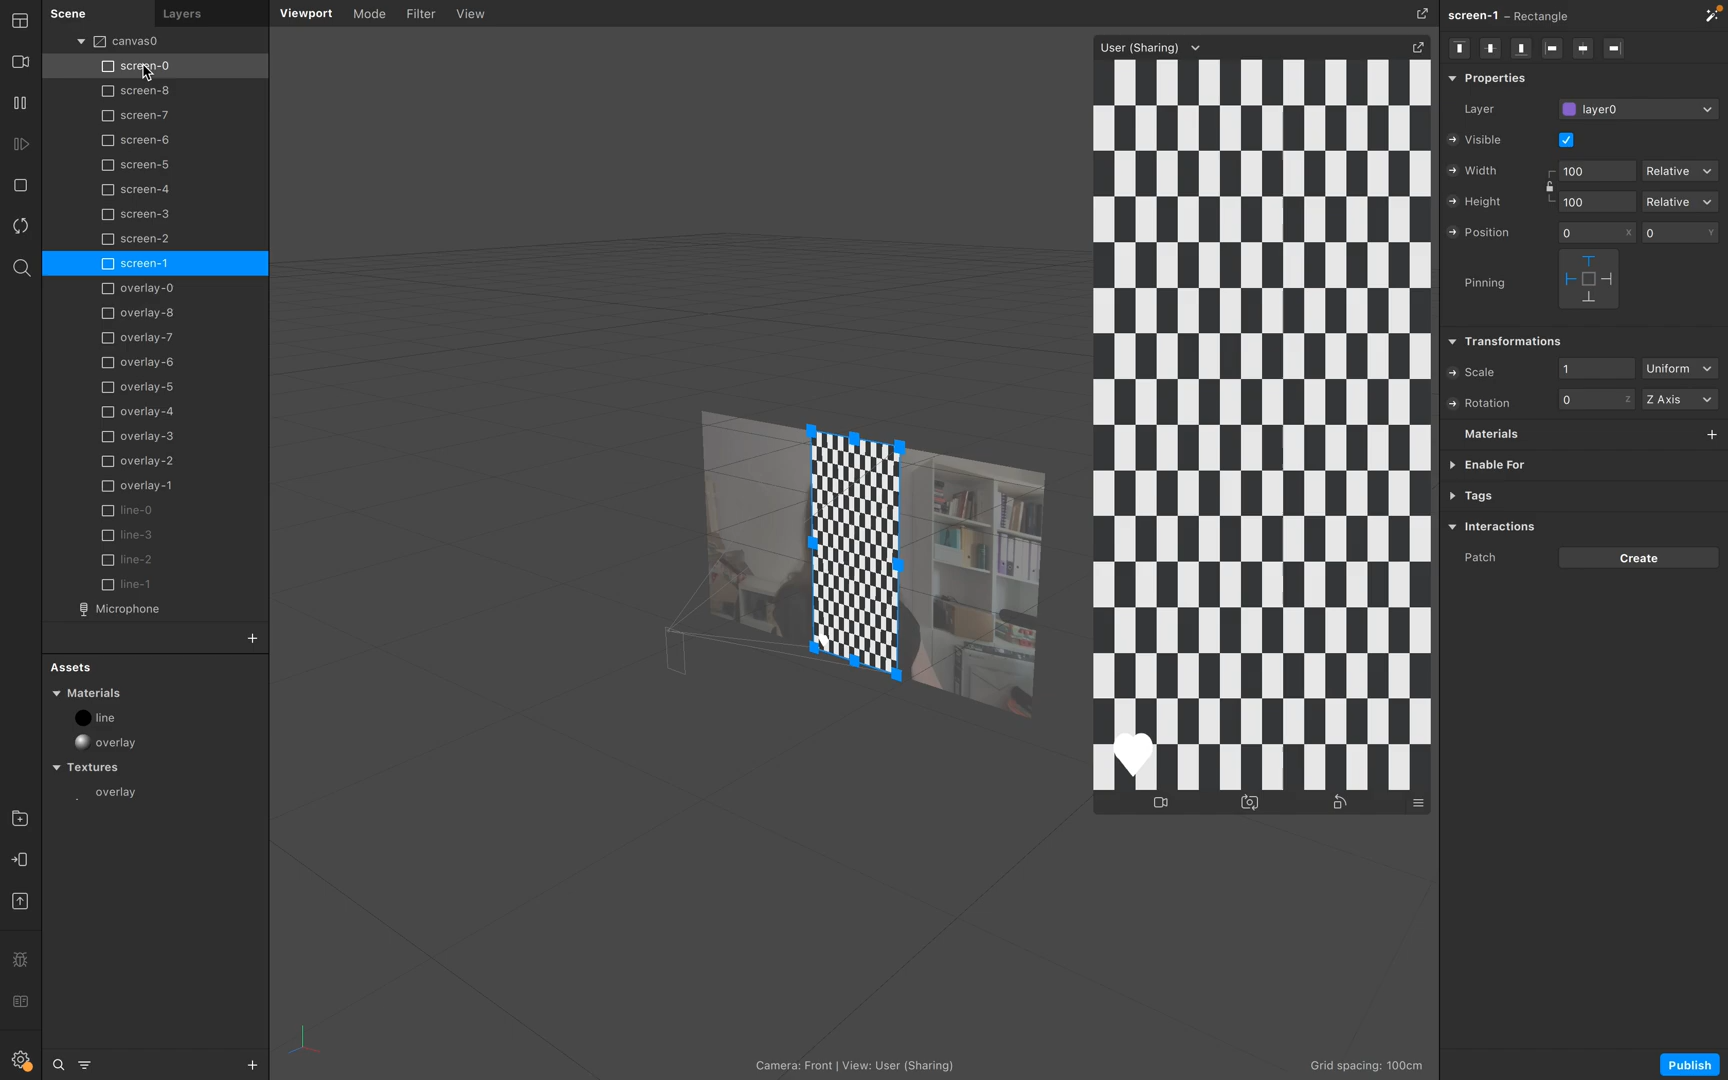 Scene
Layers
canvas0
screen-0
screen-8
screen-7
screen-6
screen-5
screen-4
screen-3
screen-2
screen-1
overlay-0
overlay-8
overlay-7
overlay-6
overlay-5
overlay-4
overlay-3
overlay-2
overlay-1
line-0
line-3
line-2
line-1
Microphone
Assets
Materials
line
overlay
Textures
overlay
Viewport
Mode
Filter
View
User (Sharing)
Camera: Front | View: User (Sharing)
Grid spacing: 100cm
screen-1 – Rectangle
Properties
Layer
layer0
Visible
Width
100
Relative
Height
100
Relative
Position
0 X
0 Y
Pinning
Transformations
Scale
1
Uniform
Rotation
0 Z
Z Axis
Materials
Enable For
Tags
Interactions
Patch
Create
Publish